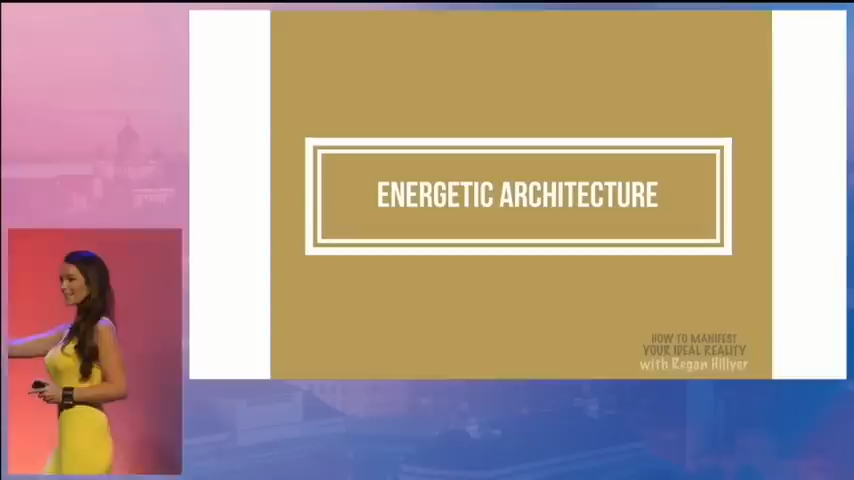 ENERGETIC ARCHITECTURE
HOW TO MANIFEST
YOUR IDEAL REALITY
with Regan Hillyer